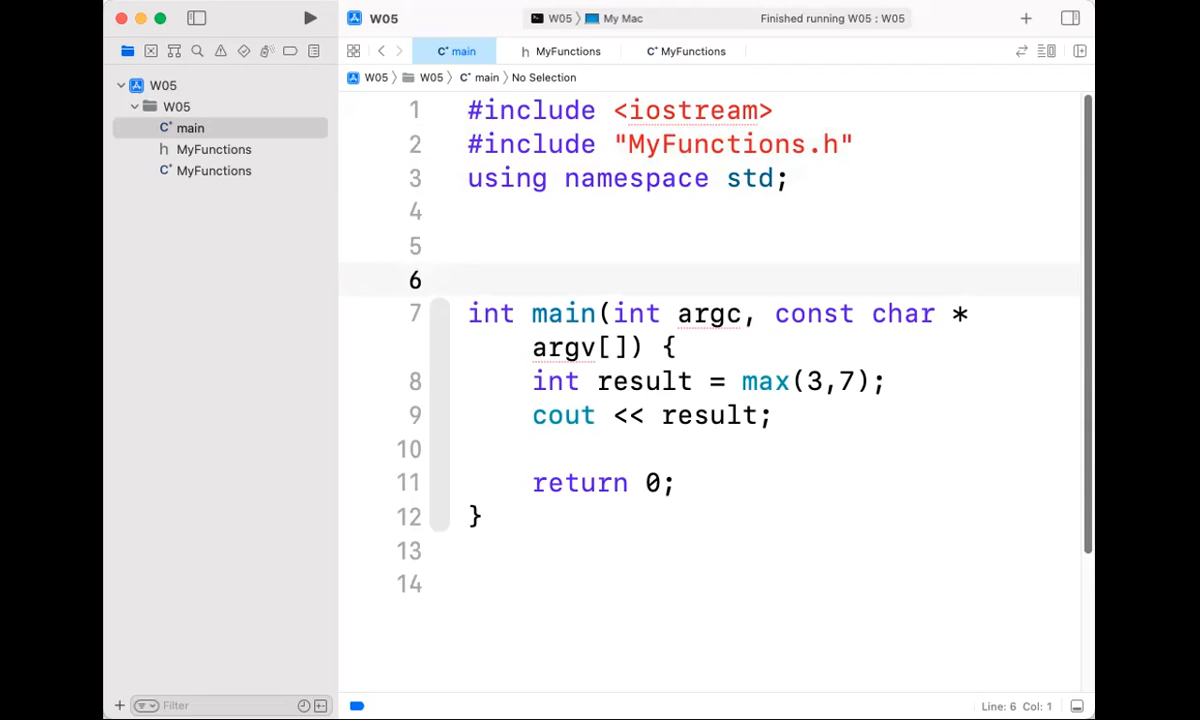 W05
W05 〉 My Mac
Finished running W05 : W05
C⁺ main
h MyFunctions
C⁺ MyFunctions
W05 〉 W05 〉 C⁺ main 〉 No Selection
W05
W05
C⁺ main
h MyFunctions
C⁺ MyFunctions
1 #include <iostream>
2 #include "MyFunctions.h"
3 using namespace std;
4
5
6
7 int main(int argc, const char *
argv[]) {
8 int result = max(3,7);
9 cout << result;
10
11 return 0;
12 }
13
14
Filter
Line: 6 Col: 1